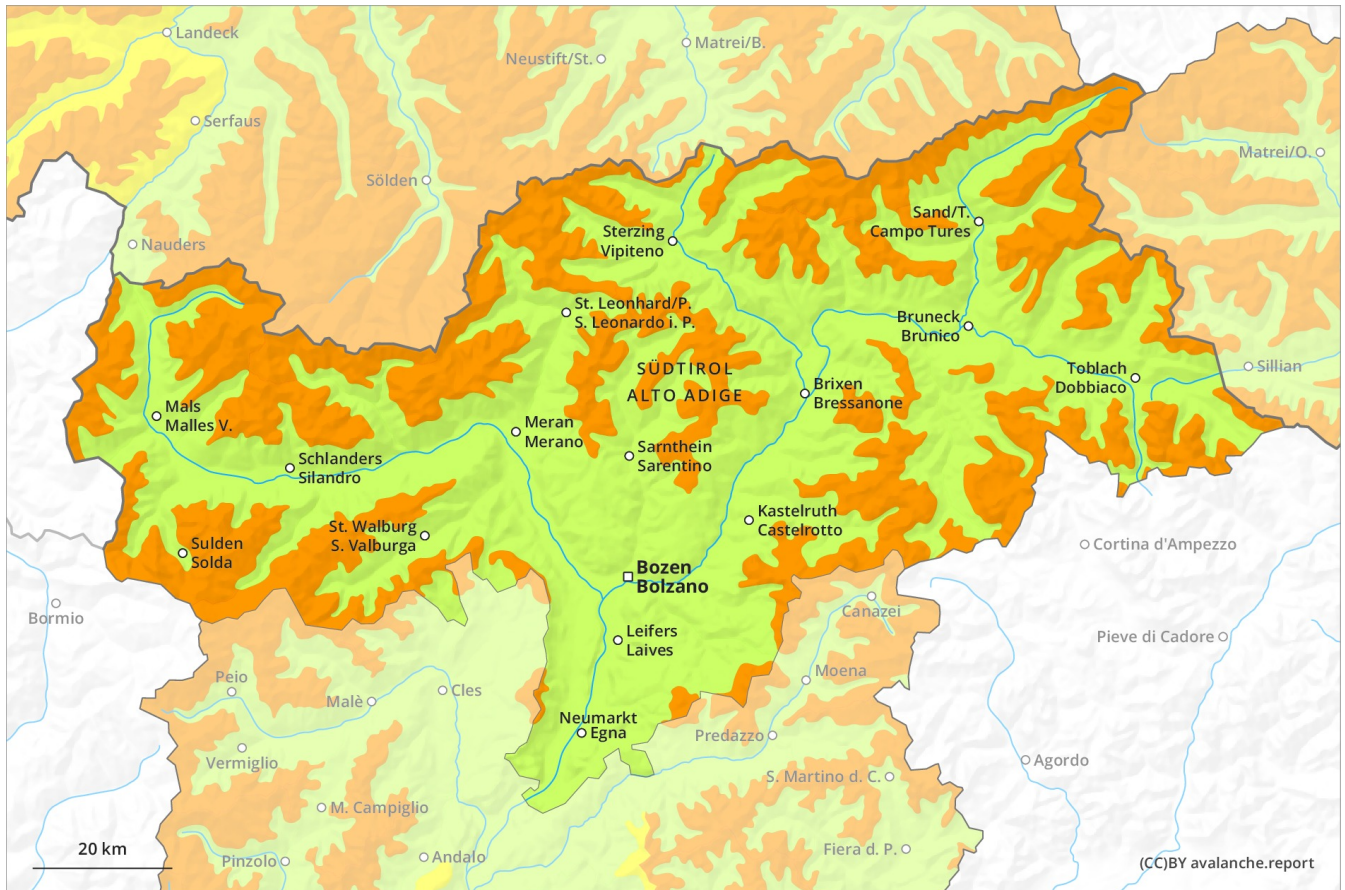 Landeck
Matrei/B.
Neustift/St.
Serfaus
Matrei/O.
Sölden
Sand/T.
Campo Tures
Sterzing
Vipiteno
Nauders
St. Leonhard/P.
S. Leonardo i. P.
Bruneck
Brunico
SÜDTIROL
ALTO ADIGE
Toblach
Dobbiaco
Sillian
Brixen
Bressanone
Mals
Malles V.
Meran
Merano
Sarnthein
Sarentino
Schlanders
Silandro
Kastelruth
Castelrotto
St. Walburg
S. Valburga
Sulden
Solda
Cortina d'Ampezzo
Bozen
Bolzano
Bormio
Canazei
Leifers
Laives
Pieve di Cadore
Peio
Moena
Malè
Cles
Neumarkt
Egna
Predazzo
Vermiglio
Agordo
S. Martino d. C.
M. Campiglio
20 km
Andalo
Fiera d. P.
Pinzolo
(CC)BY avalanche.report